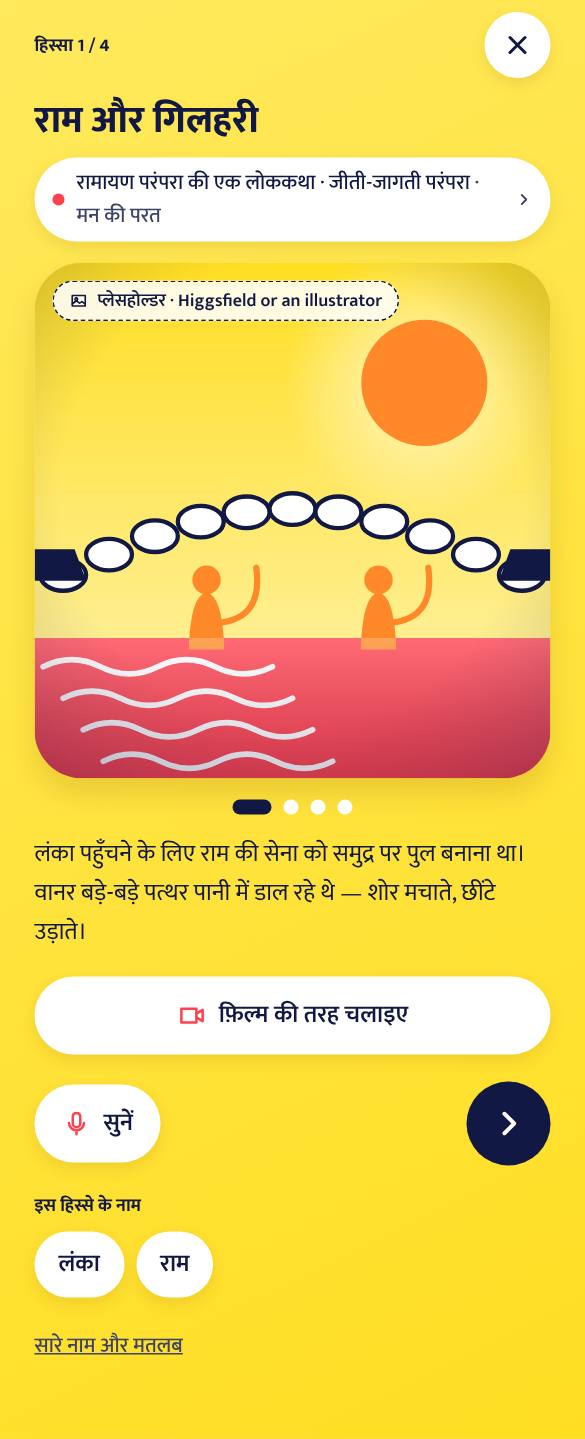 हिस्सा 1 / 4
राम और गिलहरी
रामायण परंपरा की एक लोककथा · जीती-जागती परंपरा ·
मन की परत
प्लेसहोल्डर · Higgsfield or an illustrator
लंका पहुँचने के लिए राम की सेना को समुद्र पर पुल बनाना था।
वानर बड़े-बड़े पत्थर पानी में डाल रहे थे — शोर मचाते, छींटे
उड़ाते।
फ़िल्म की तरह चलाइए
सुनें
इस हिस्से के नाम
लंका
राम
सारे नाम और मतलब